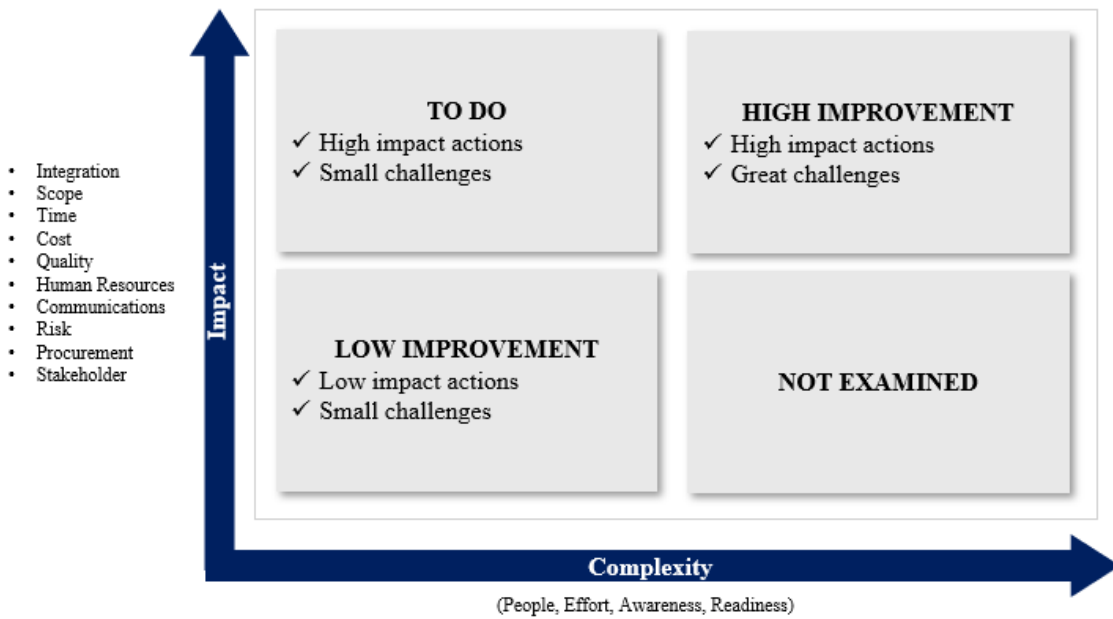 Integration
Scope
Time
Cost
Quality
Human Resources
Communications
Risk
Procurement
Stakeholder
Impact
TO DO
✓ High impact actions
✓ Small challenges
HIGH IMPROVEMENT
✓ High impact actions
✓ Great challenges
LOW IMPROVEMENT
✓ Low impact actions
✓ Small challenges
NOT EXAMINED
Complexity
(People, Effort, Awareness, Readiness)